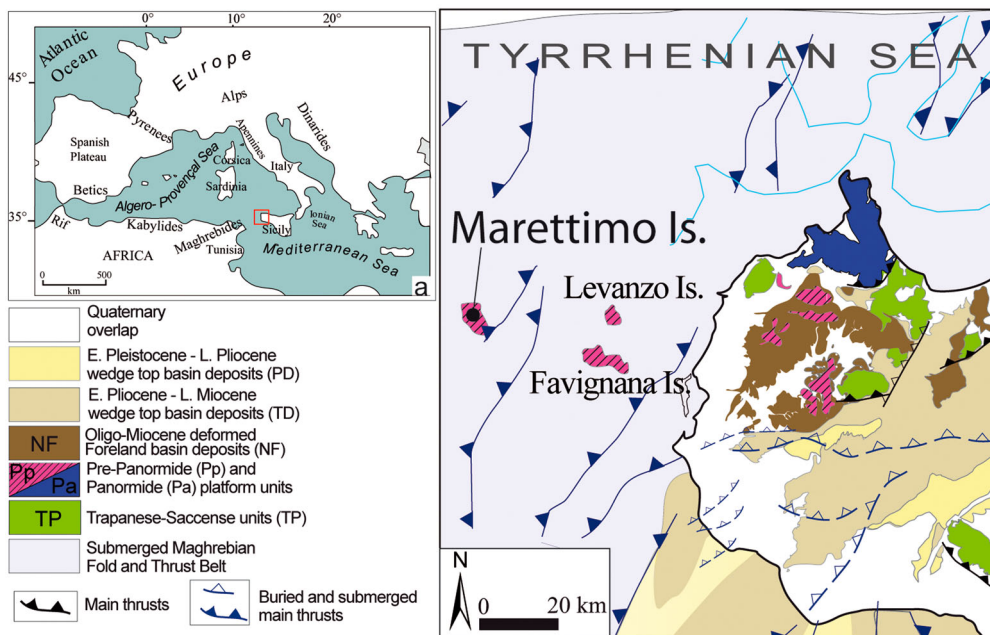 0°
10°
20°
Atlantic
Ocean
45°
Europe
Alps
Pyrenees
Apennines
Dinarides
Spanish
Plateau
Corsica
Italy
Algero-Provençal Sea
Sardinia
Betics
35°
Rif
Kabylides
Maghrebides
Sicily
Ionian
Sea
AFRICA
Tunisia
Mediterranean Sea
0
500
km
a
Quaternary
overlap
E. Pleistocene - L. Pliocene
wedge top basin deposits (PD)
E. Pliocene - L. Miocene
wedge top basin deposits (TD)
NF
Oligo-Miocene deformed
Foreland basin deposits (NF)
Pp
Pa
Pre-Panormide (Pp) and
Panormide (Pa) platform units
TP
Trapanese-Saccense units (TP)
Submerged Maghrebian
Fold and Thrust Belt
Main thrusts
Buried and submerged
main thrusts
TYRRHENIAN SEA
Marettimo Is.
Levanzo Is.
Favignana Is.
N
0
20 km